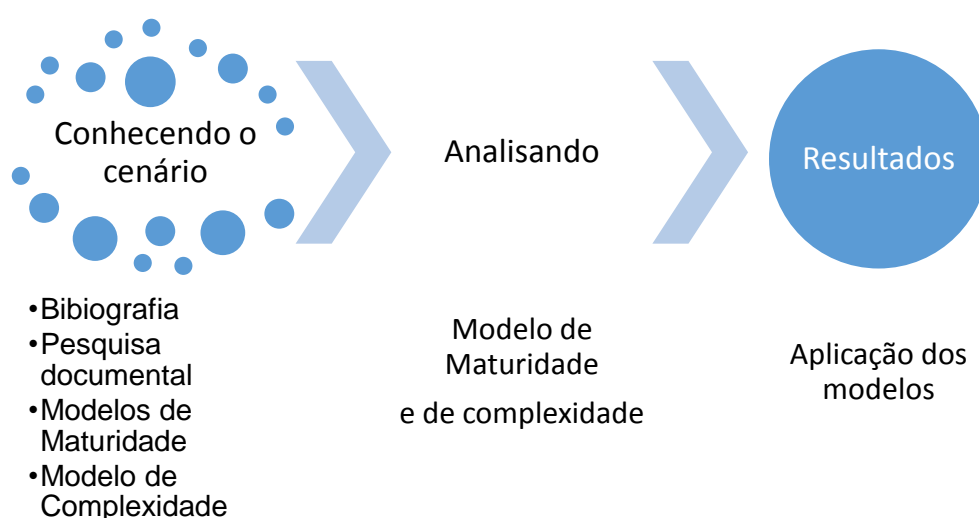 Conhecendo o
cenário
Analisando
Resultados
•Bibiografia
•Pesquisa
documental
•Modelos de
Maturidade
•Modelo de
Complexidade
Modelo de
Maturidade
e de complexidade
Aplicação dos
modelos